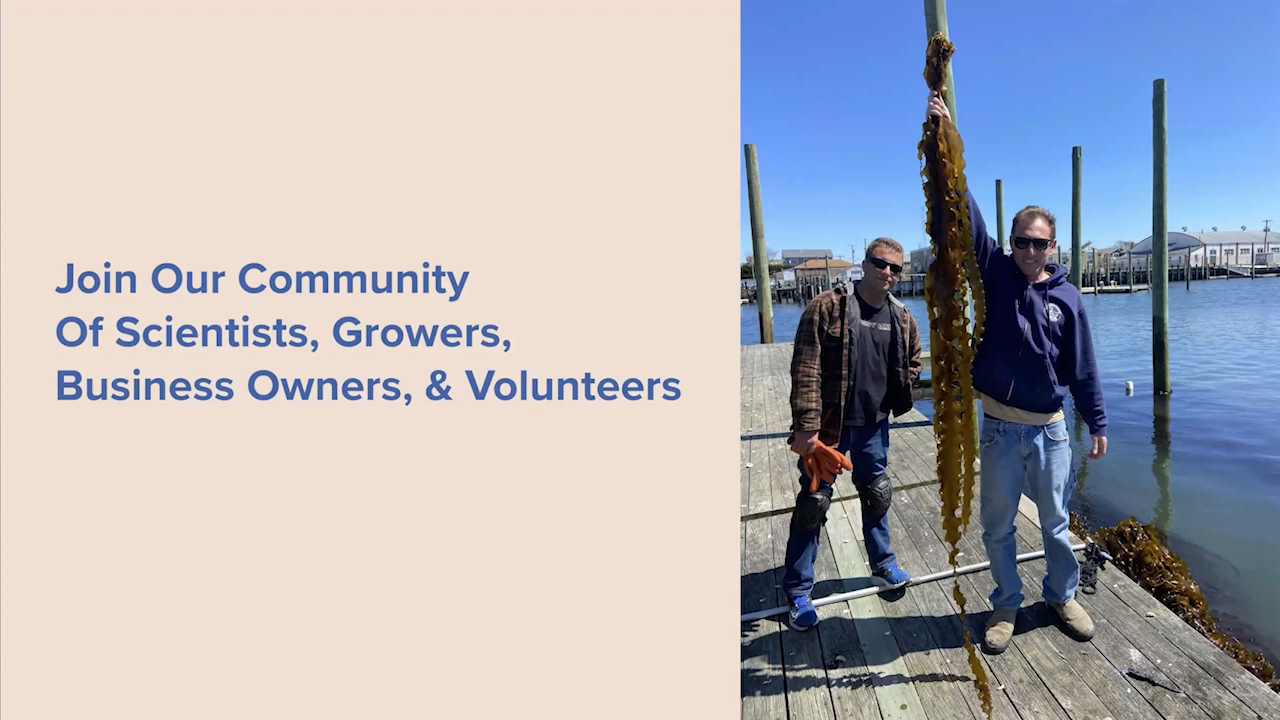 Join Our Community
Of Scientists, Growers,
Business Owners, & Volunteers